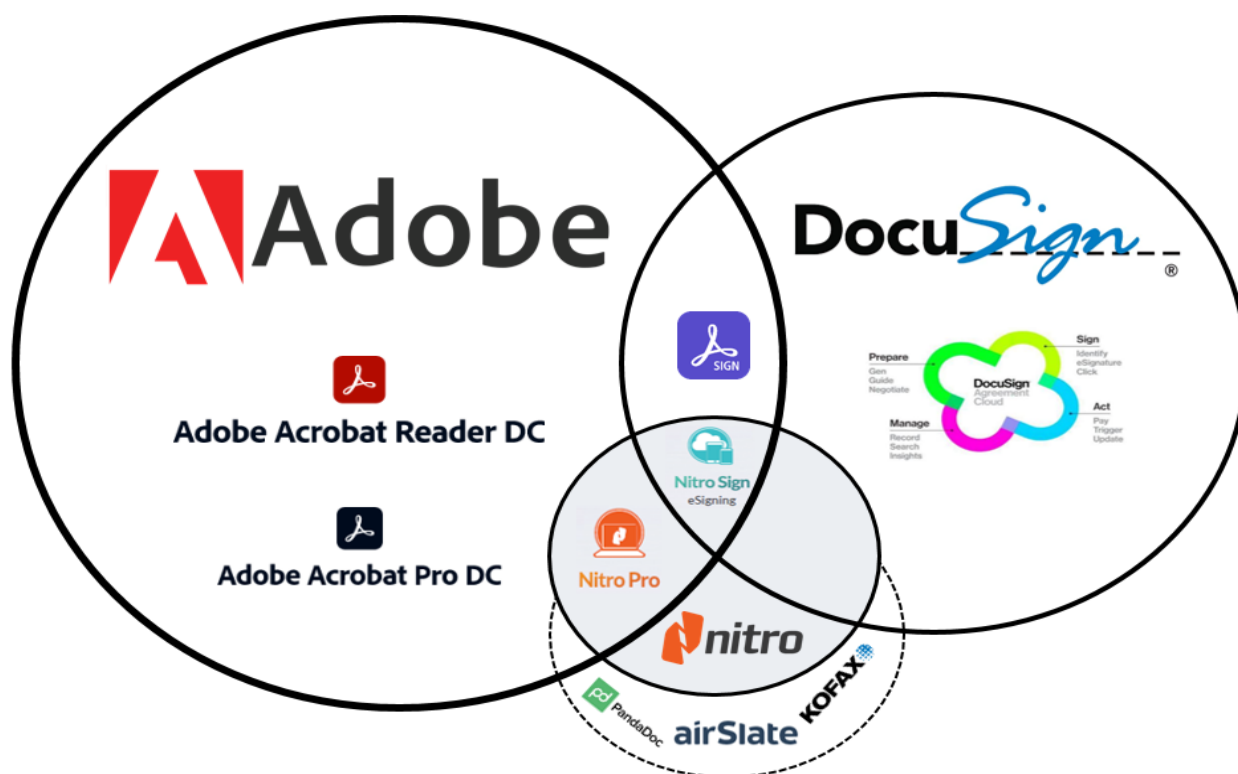 Adobe
DocuSign
®
SIGN
Adobe Acrobat Reader DC
Adobe Acrobat Pro DC
Prepare
Gen
Guide
Negotiate
Sign
Identify
eSignature
Click
DocuSign
Agreement
Cloud
Manage
Record
Search
Insights
Act
Pay
Trigger
Update
Nitro Sign
eSigning
Nitro Pro
nitro
pd
PandaDoc
airSlate
KOFAX